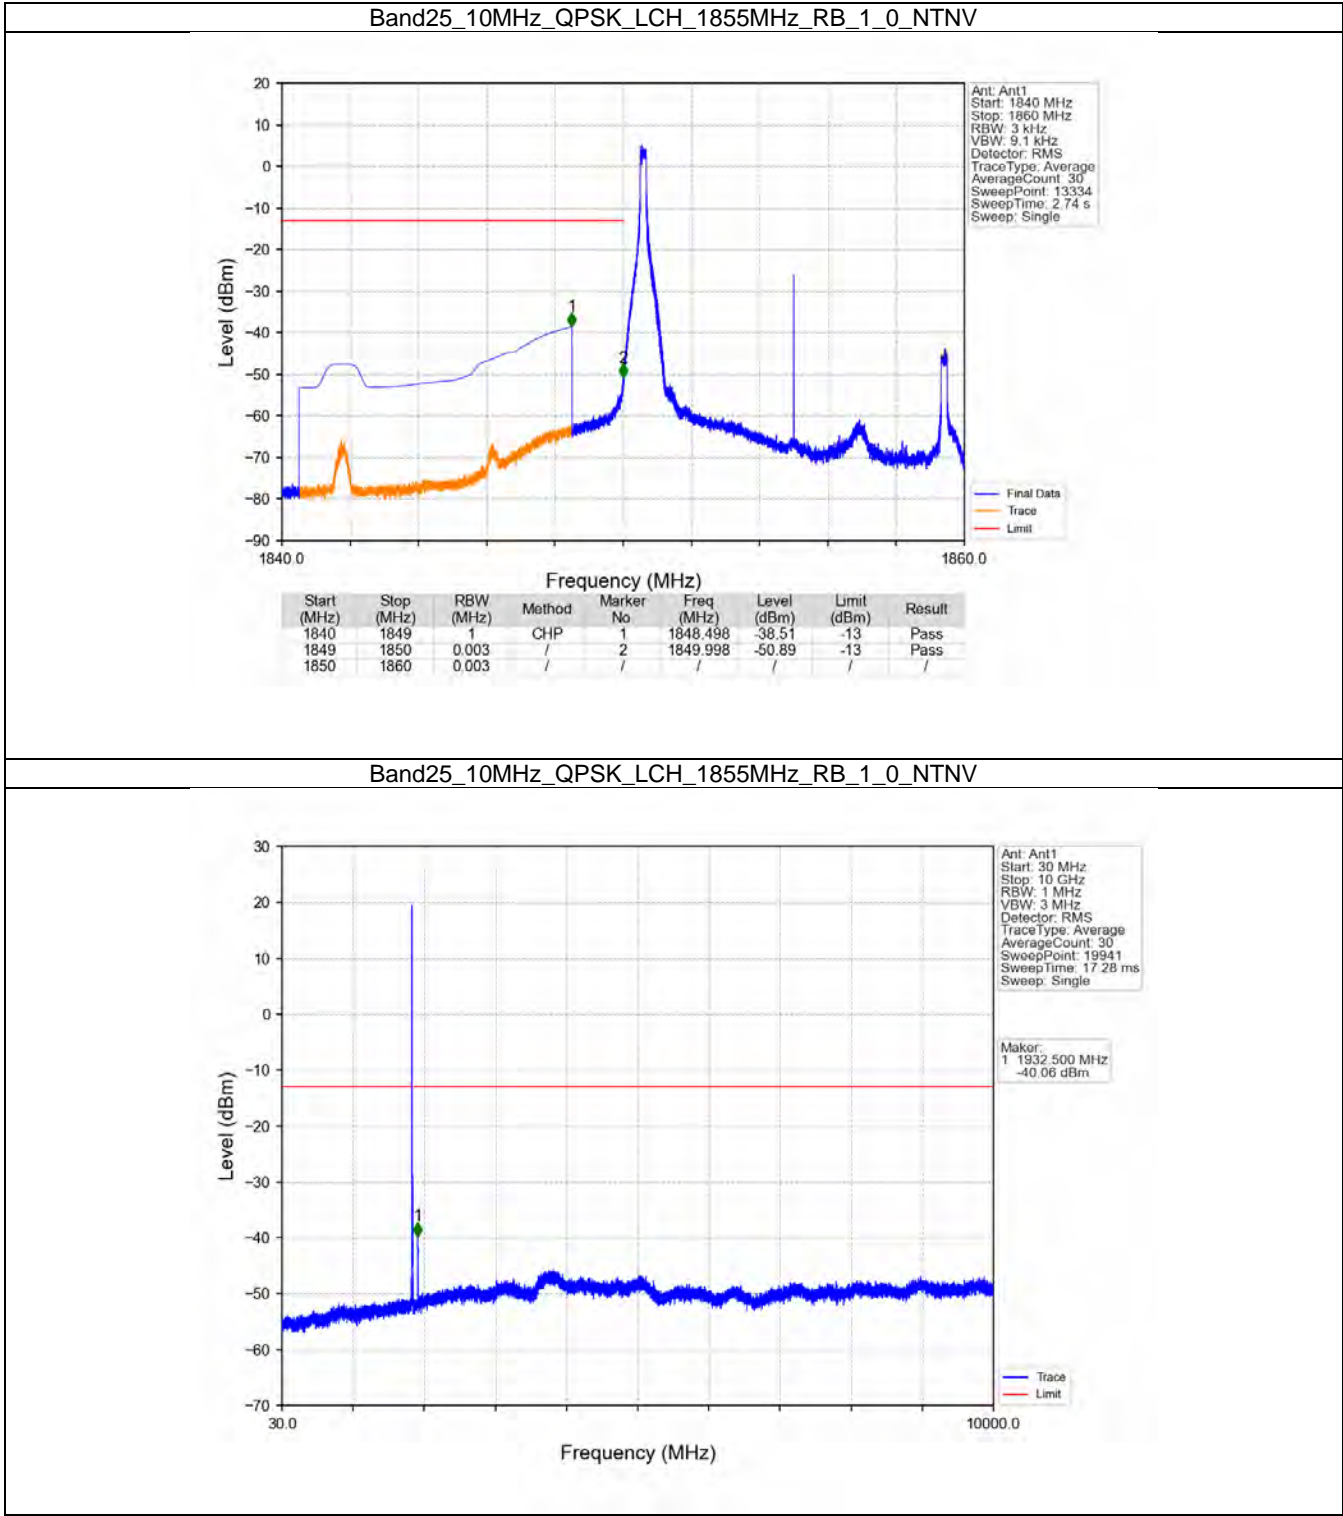 Band25_10MHz_QPSK_LCH_1855MHz_RB_1_0_NTNV
Ant: Ant1
Start: 1840 MHz
Stop: 1860 MHz
RBW: 3 kHz
VBW: 9.1 kHz
Detector: RMS
TraceType: Average
AverageCount: 30
SweepPoint: 13334
SweepTime: 2.74 s
Sweep: Single
20
10
0
−10
−20
−30
−40
−50
−60
−70
−80
−90
Level (dBm)
1
2
Final Data
Trace
Limit
1840.0 1860.0
Frequency (MHz)
Start (MHz) Stop (MHz) RBW (MHz) Method Marker No Freq (MHz) Level (dBm) Limit (dBm) Result
1840 1849 1 CHP 1 1848.498 -38.51 -13 Pass
1849 1850 0.003 / 2 1849.998 -50.89 -13 Pass
1850 1860 0.003 / / / / / /
Band25_10MHz_QPSK_LCH_1855MHz_RB_1_0_NTNV
Ant: Ant1
Start: 30 MHz
Stop: 10 GHz
RBW: 1 MHz
VBW: 3 MHz
Detector: RMS
TraceType: Average
AverageCount: 30
SweepPoint: 19941
SweepTime: 17.28 ms
Sweep: Single
Maker:
1 1932.500 MHz
-40.06 dBm
30
20
10
0
−10
−20
−30
−40
−50
−60
−70
Level (dBm)
1
Trace
Limit
30.0 10000.0
Frequency (MHz)